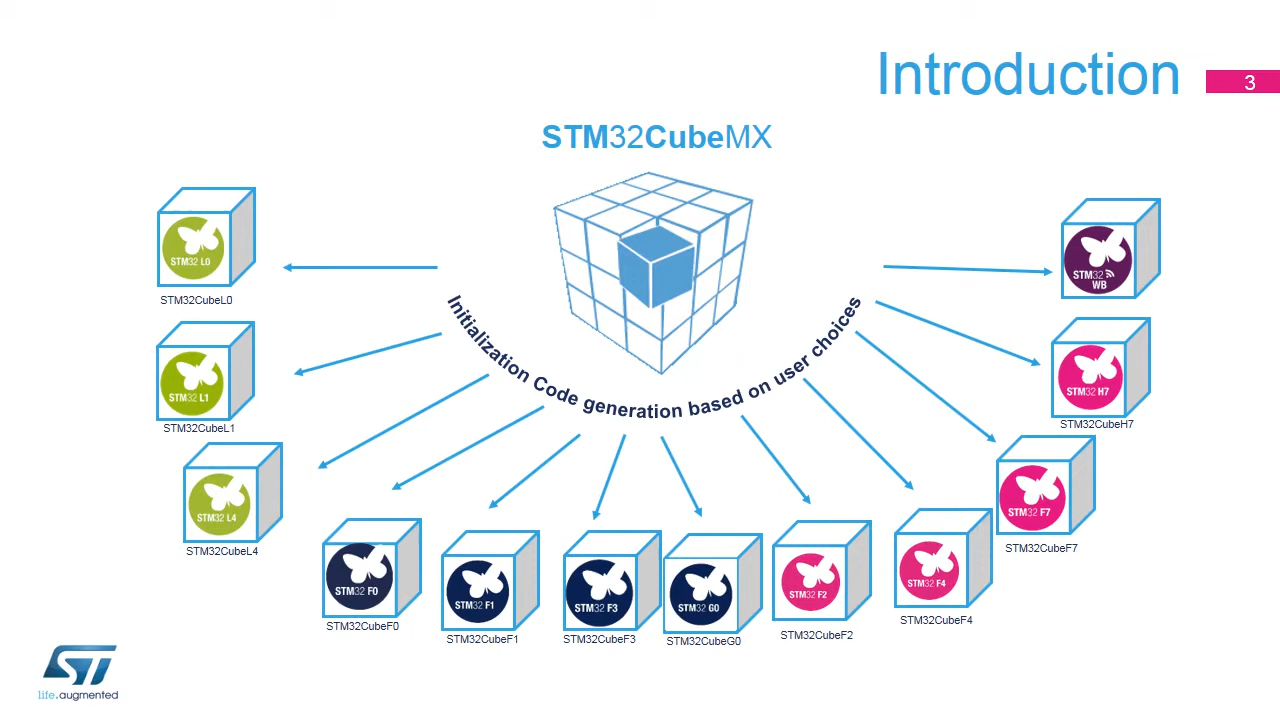 Introduction
3
STM32CubeMX
Initialization Code generation based on user choices
STM32 L0
STM32CubeL0
STM32 L1
STM32CubeL1
STM32 L4
STM32CubeL4
STM32 F0
STM32CubeF0
STM32 F1
STM32CubeF1
STM32 F3
STM32CubeF3
STM32 G0
STM32CubeG0
STM32 F2
STM32CubeF2
STM32 F4
STM32CubeF4
STM32 F7
STM32CubeF7
STM32 H7
STM32CubeH7
STM32
WB
ST
life.augmented